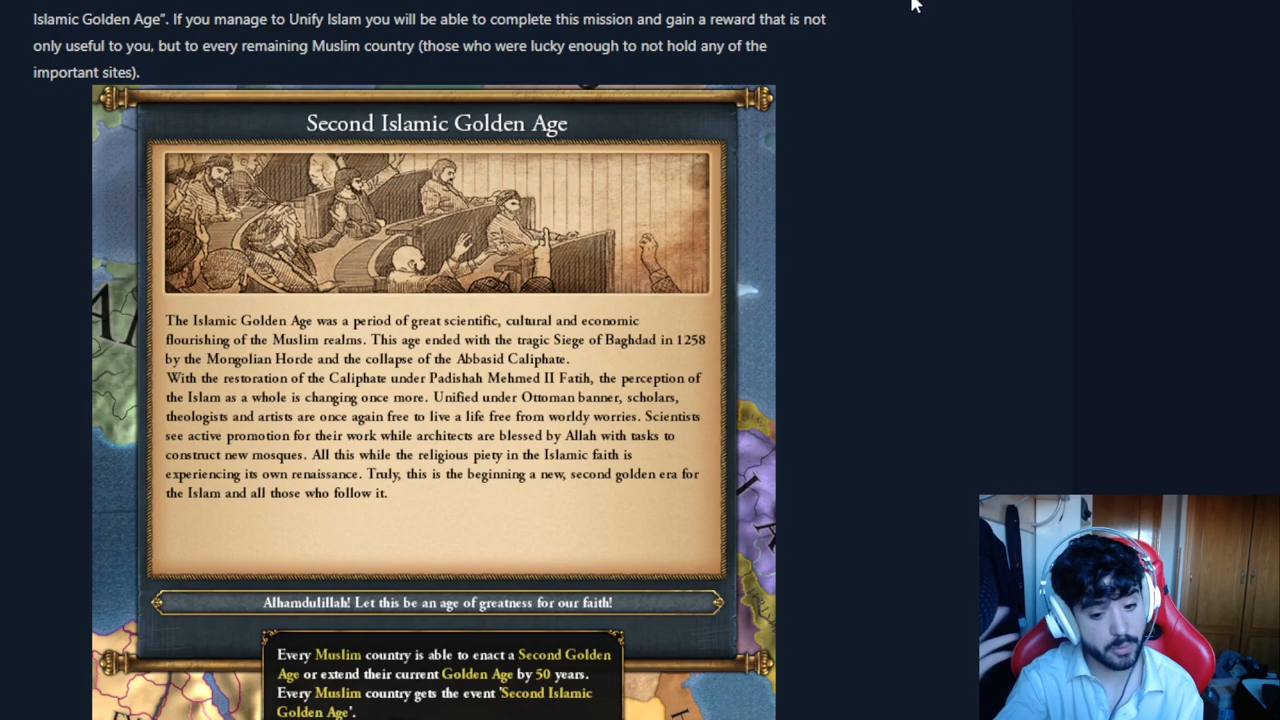 Islamic Golden Age”. If you manage to Unify Islam you will be able to complete this mission and gain a reward that is not
only useful to you, but to every remaining Muslim country (those who were lucky enough to not hold any of the
important sites).
Second Islamic Golden Age
The Islamic Golden Age was a period of great scientific, cultural and economic
flourishing of the Muslim realms. This age ended with the tragic Siege of Baghdad in 1258
by the Mongolian Horde and the collapse of the Abbasid Caliphate.
With the restoration of the Caliphate under Padishah Mehmed II Fatih, the perception of
the Islam as a whole is changing once more. Unified under Ottoman banner, scholars,
theologists and artists are once again free to live a life free from worldy worries. Scientists
see active promotion for their work while architects are blessed by Allah with tasks to
construct new mosques. All this while the religious piety in the Islamic faith is
experiencing its own renaissance. Truly, this is the beginning a new, second golden era for
the Islam and all those who follow it.
Alhamdulillah! Let this be an age of greatness for our faith!
Every Muslim country is able to enact a Second Golden
Age or extend their current Golden Age by 50 years.
Every Muslim country gets the event 'Second Islamic
Golden Age'.